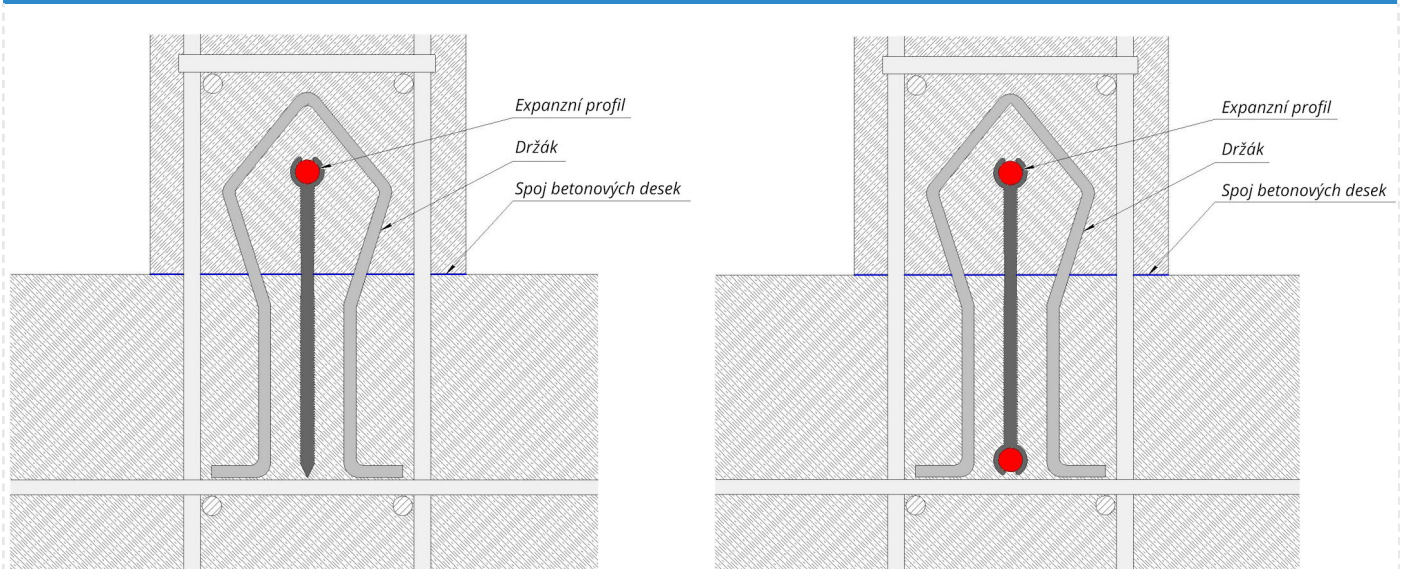 Expanzní profil
Držák
Spoj betonových desek
Expanzní profil
Držák
Spoj betonových desek